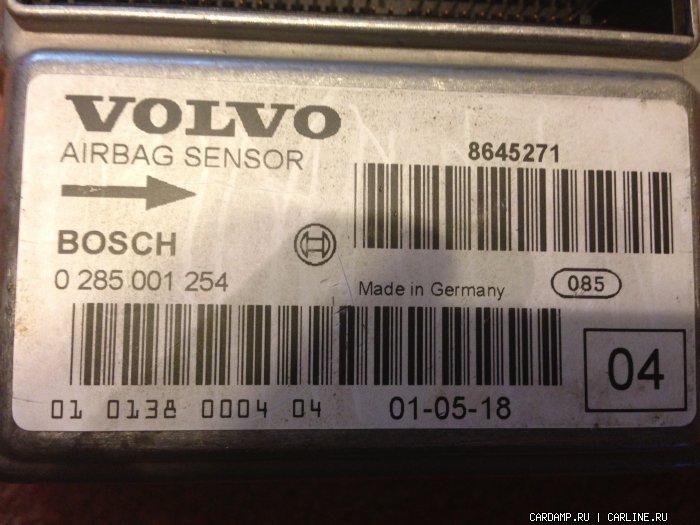 VOLVO
AIRBAG SENSOR
8645271
BOSCH
0 285 001 254
Made in Germany
085
01 0138 0004 04
01-05-18
04
CARDAMP.RU | CARLINE.RU